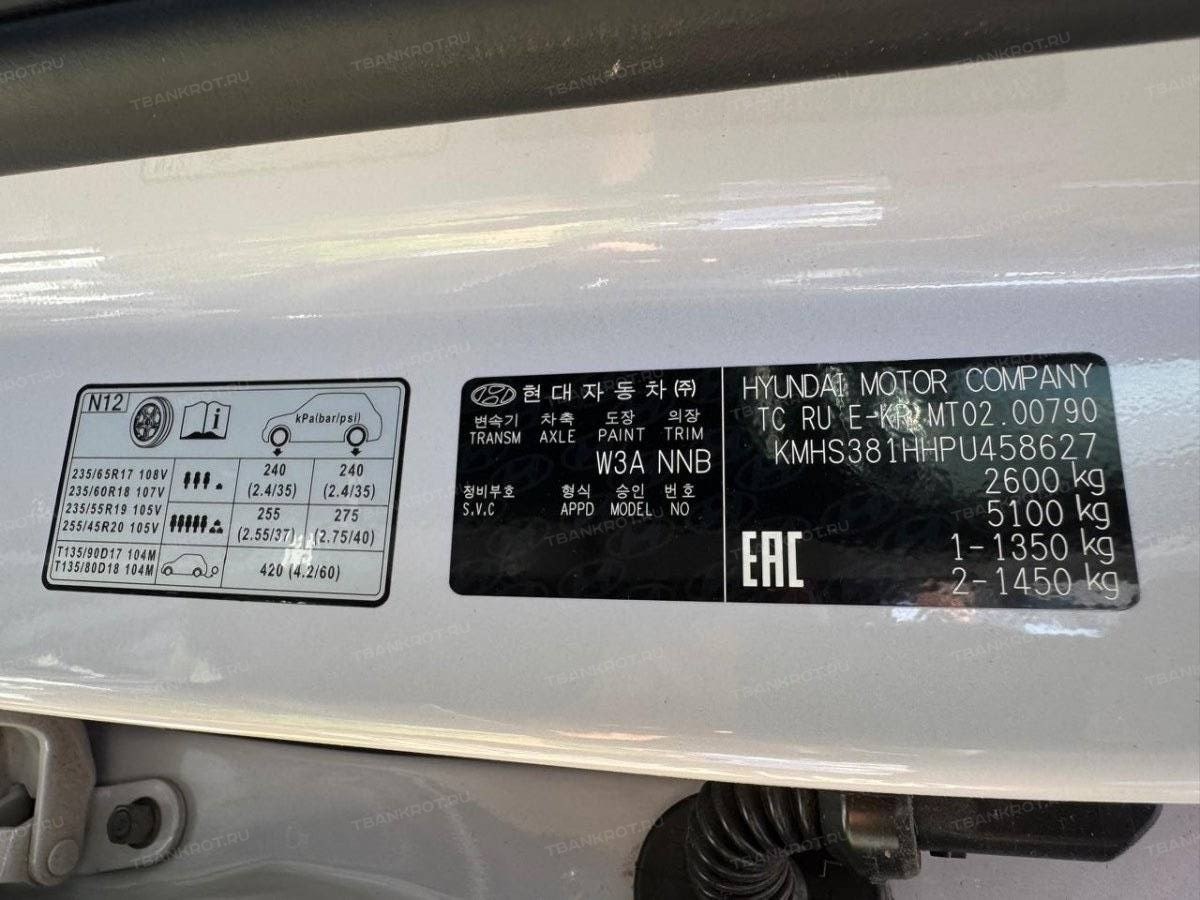 N12
kPa(bar/psi)
235/65R17 108V
235/60R18 107V
240
(2.4/35)
240
(2.4/35)
235/55R19 105V
255/45R20 105V
255
(2.55/37)
275
(2.75/40)
T135/90D17 104M
T135/80D18 104M
420 (4.2/60)
현대자동차㈜
변속기 차축 도장 의장
TRANSM AXLE PAINT TRIM
W3A NNB
정비부호 형식 승인 번호
S.V.C APPD MODEL NO
HYUNDAI MOTOR COMPANY
TC RU E-KR.MT02.00790
KMHS381HHPU458627
2600 kg
5100 kg
1-1350 kg
2-1450 kg
EAC
TBANKROT.RU